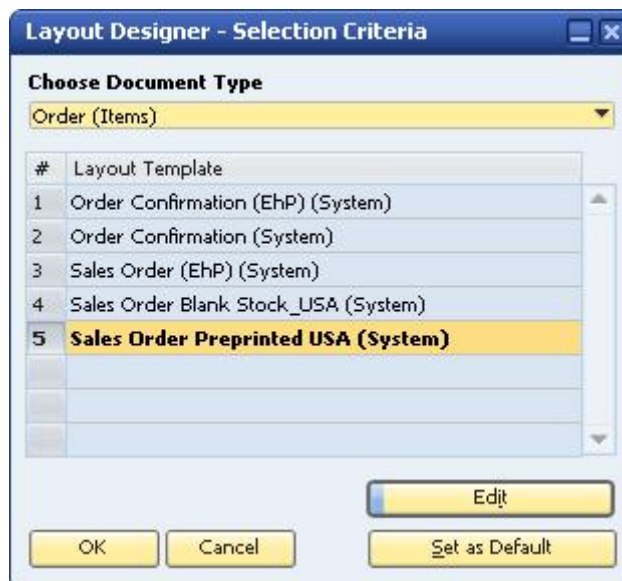 Layout Designer - Selection Criteria
Choose Document Type
Order (Items)
# Layout Template
1 Order Confirmation (EhP) (System)
2 Order Confirmation (System)
3 Sales Order (EhP) (System)
4 Sales Order Blank Stock_USA (System)
5 Sales Order Preprinted USA (System)
Edit
OK Cancel Set as Default